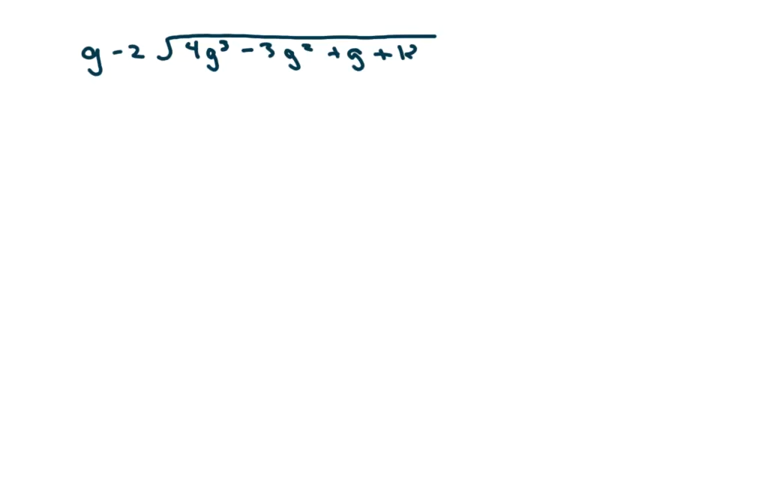 g - 2 √ 4g³ - 3g² + g + 12